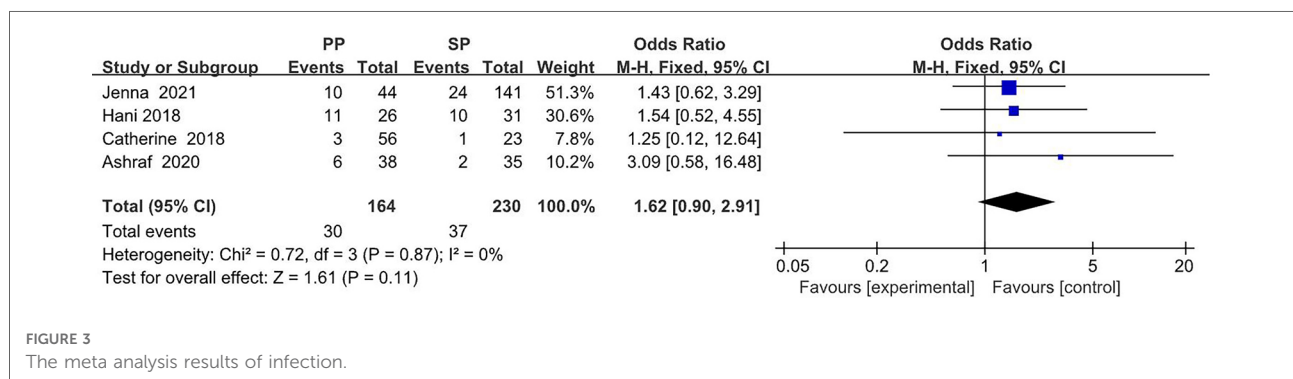 PP SP Odds Ratio Odds Ratio
Study or Subgroup Events Total Events Total Weight M-H, Fixed, 95% CI M-H, Fixed, 95% CI
Jenna 2021 10 44 24 141 51.3% 1.43 [0.62, 3.29]
Hani 2018 11 26 10 31 30.6% 1.54 [0.52, 4.55]
Catherine 2018 3 56 1 23 7.8% 1.25 [0.12, 12.64]
Ashraf 2020 6 38 2 35 10.2% 3.09 [0.58, 16.48]
Total (95% CI) 164 230 100.0% 1.62 [0.90, 2.91]
Total events 30 37
Heterogeneity: Chi² = 0.72, df = 3 (P = 0.87); I² = 0%
Test for overall effect: Z = 1.61 (P = 0.11)
0.05 0.2 1 5 20
Favours [experimental] Favours [control]
FIGURE 3
The meta analysis results of infection.